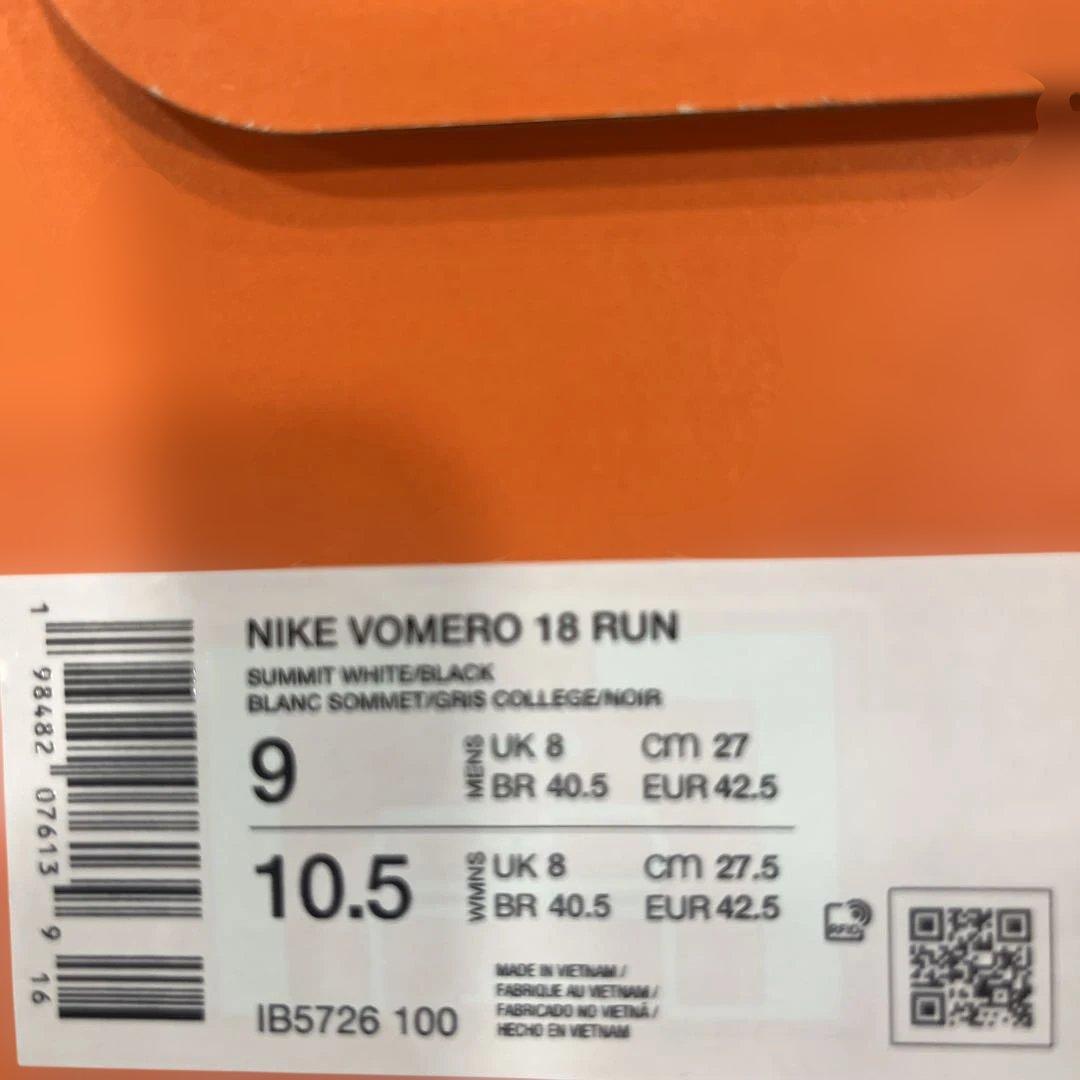 NIKE VOMERO 18 RUN
SUMMIT WHITE/BLACK
BLANC SOMMET/GRIS COLLEGE/NOIR
9
MENS
UK 8 cm 27
BR 40.5 EUR 42.5
10.5
WMNS
UK 8 cm 27.5
BR 40.5 EUR 42.5
RFID
MADE IN VIETNAM /
FABRIQUE AU VIETNAM /
FABRICADO NO VIETNÃ /
HECHO EN VIETNAM
IB5726 100
1 98482 07613 9 16